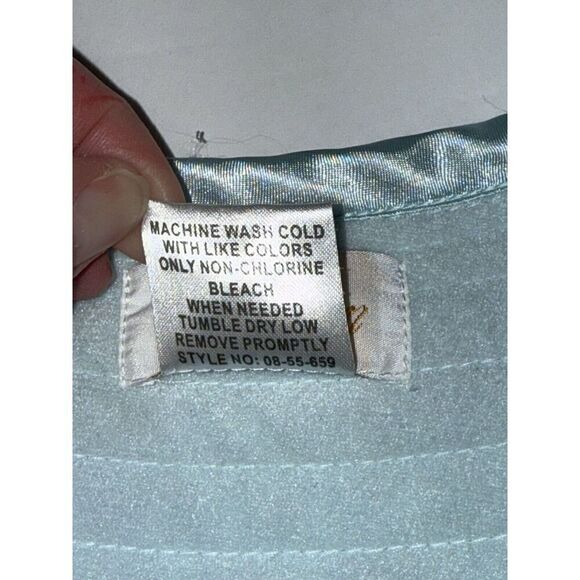 MACHINE WASH COLD
WITH LIKE COLORS
ONLY NON-CHLORINE
BLEACH
WHEN NEEDED
TUMBLE DRY LOW
REMOVE PROMPTLY
STYLE NO: 08-55-659